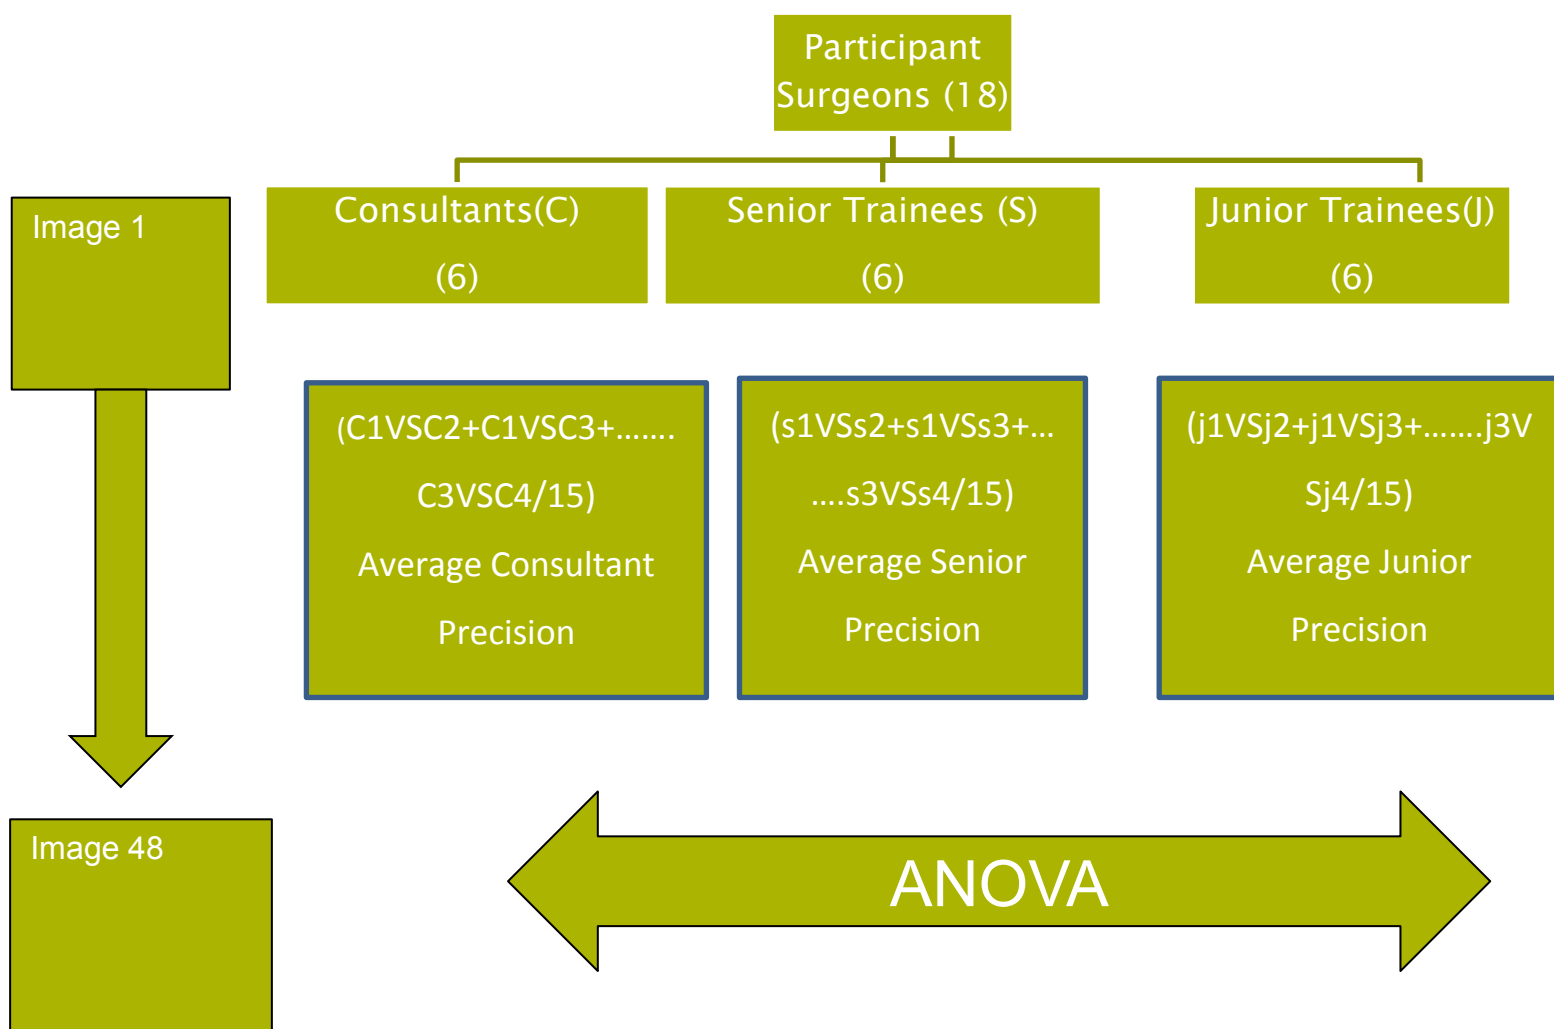 Participant
Surgeons (18)
Image 1
Consultants(C)
(6)
Senior Trainees (S)
(6)
Junior Trainees(J)
(6)
(C1VSC2+C1VSC3+…….
C3VSC4/15)
Average Consultant
Precision
(s1VSs2+s1VSs3+…
….s3VSs4/15)
Average Senior
Precision
(j1VSj2+j1VSj3+…….j3V
Sj4/15)
Average Junior
Precision
Image 48
ANOVA